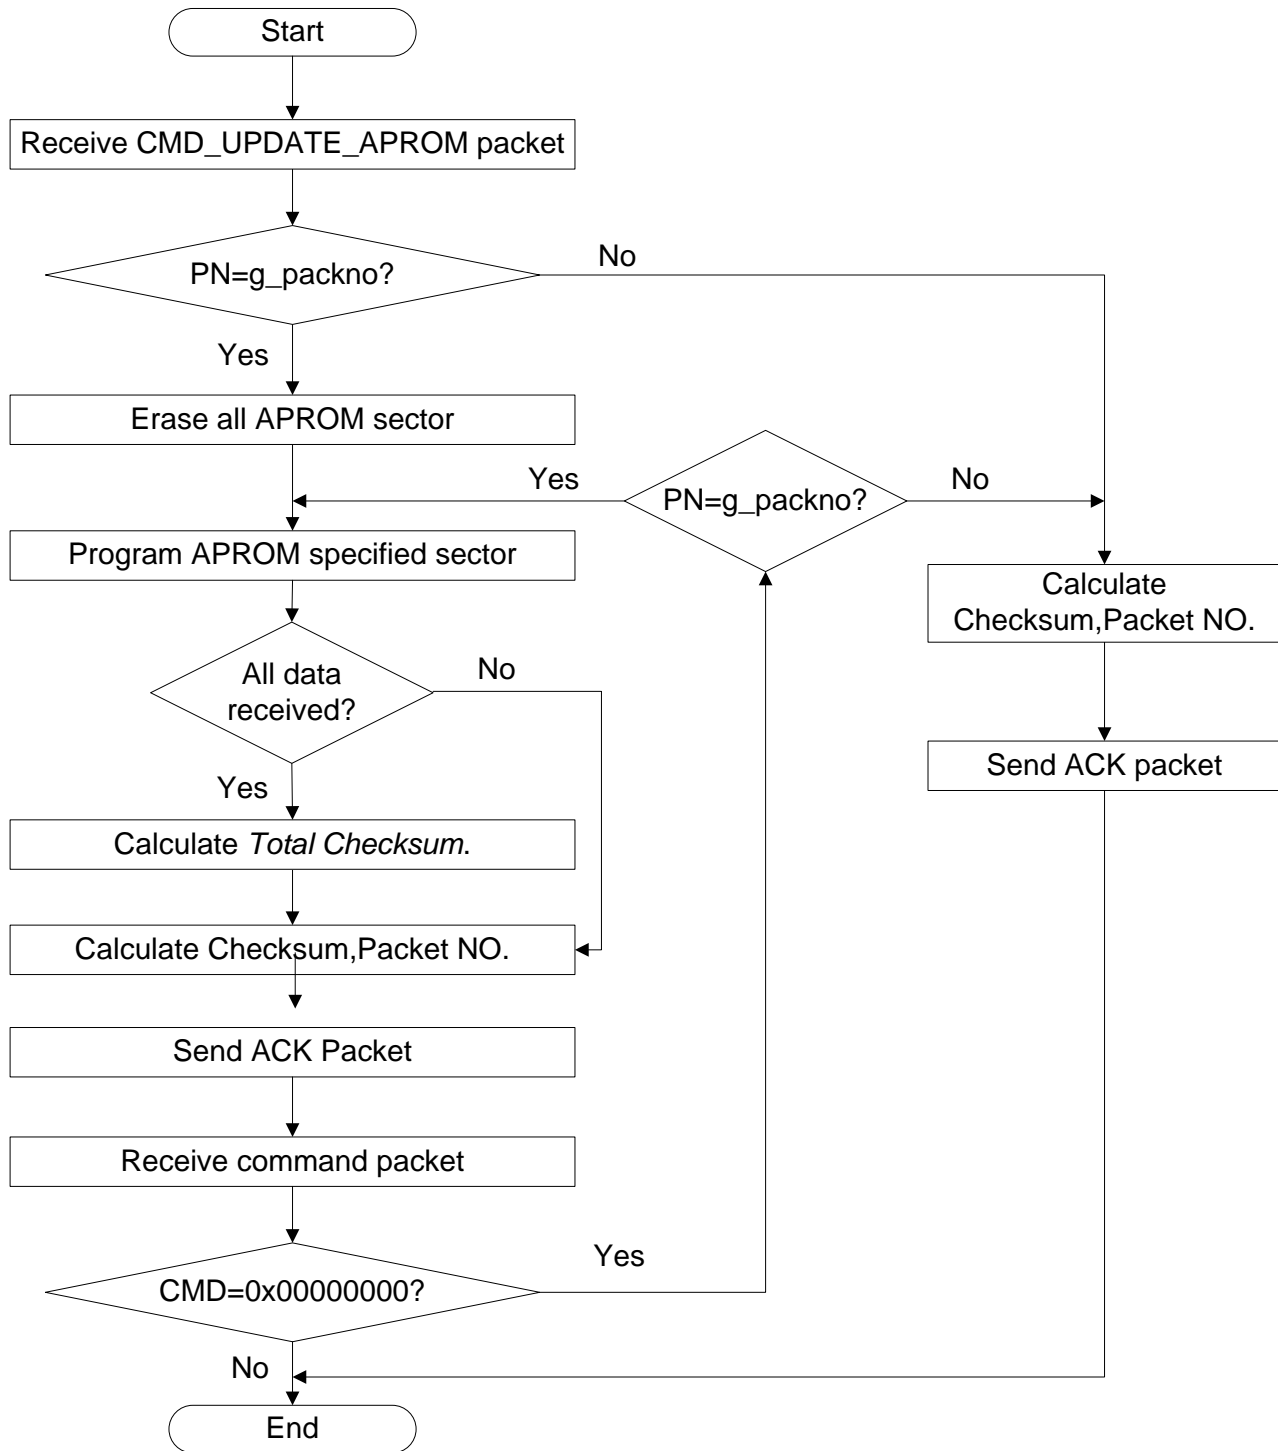 Start
Receive CMD_UPDATE_APROM packet
PN=g_packno?
No
Yes
Erase all APROM sector
Yes
PN=g_packno?
No
Program APROM specified sector
Calculate
Checksum,Packet NO.
All data
received?
No
Send ACK packet
Yes
Calculate Total Checksum.
Calculate Checksum,Packet NO.
Send ACK Packet
Receive command packet
CMD=0x00000000?
Yes
No
End